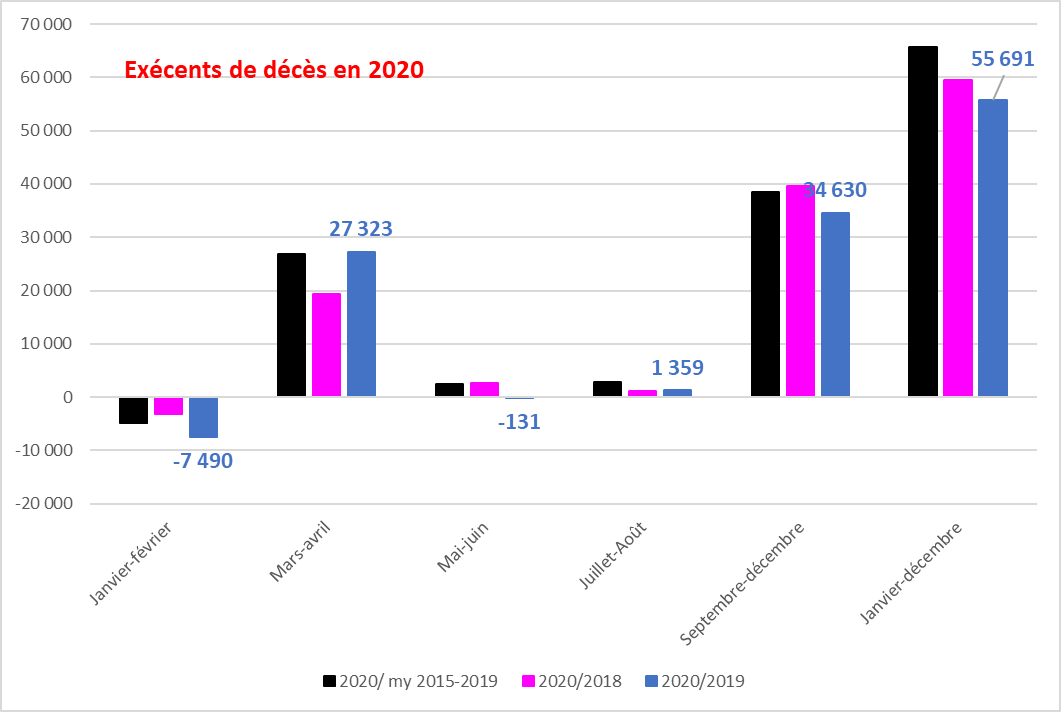 Exécents de décès en 2020
70 000
60 000
50 000
40 000
30 000
20 000
10 000
0
-10 000
-20 000
-7 490
27 323
-131
1 359
34 630
55 691
Janvier-février
Mars-avril
Mai-juin
Juillet-Août
Septembre-décembre
Janvier-décembre
2020/ my 2015-2019
2020/2018
2020/2019